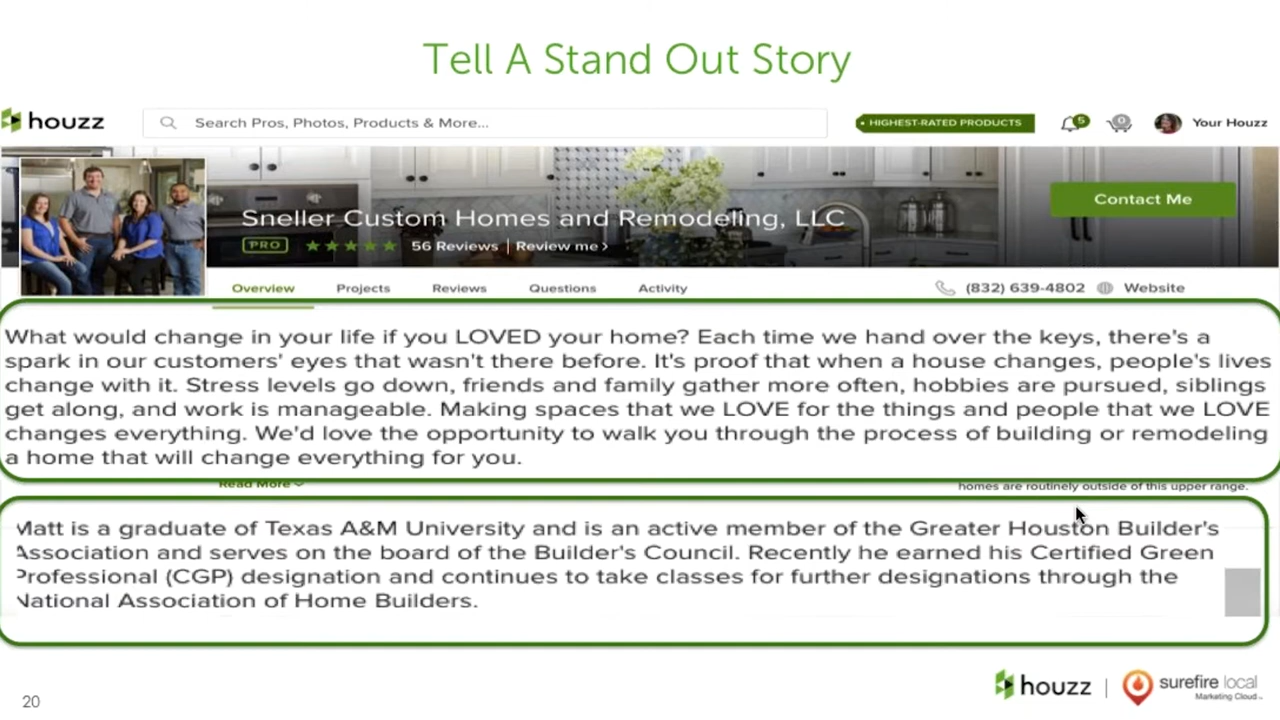 Tell A Stand Out Story
houzz
Search Pros, Photos, Products & More...
HIGHEST-RATED PRODUCTS
5
0
Your Houzz
Contact Me
Sneller Custom Homes and Remodeling, LLC
PRO
56 Reviews | Review me
Overview
Projects
Reviews
Questions
Activity
(832) 639-4802
Website
What would change in your life if you LOVED your home? Each time we hand over the keys, there's a
spark in our customers' eyes that wasn't there before. It's proof that when a house changes, people's lives
change with it. Stress levels go down, friends and family gather more often, hobbies are pursued, siblings
get along, and work is manageable. Making spaces that we LOVE for the things and people that we LOVE
changes everything. We'd love the opportunity to walk you through the process of building or remodeling
a home that will change everything for you.
Read More
homes are routinely outside of this upper range.
Matt is a graduate of Texas A&M University and is an active member of the Greater Houston Builder's
Association and serves on the board of the Builder's Council. Recently he earned his Certified Green
Professional (CGP) designation and continues to take classes for further designations through the
National Association of Home Builders.
20
houzz
surefire local
Marketing Cloud